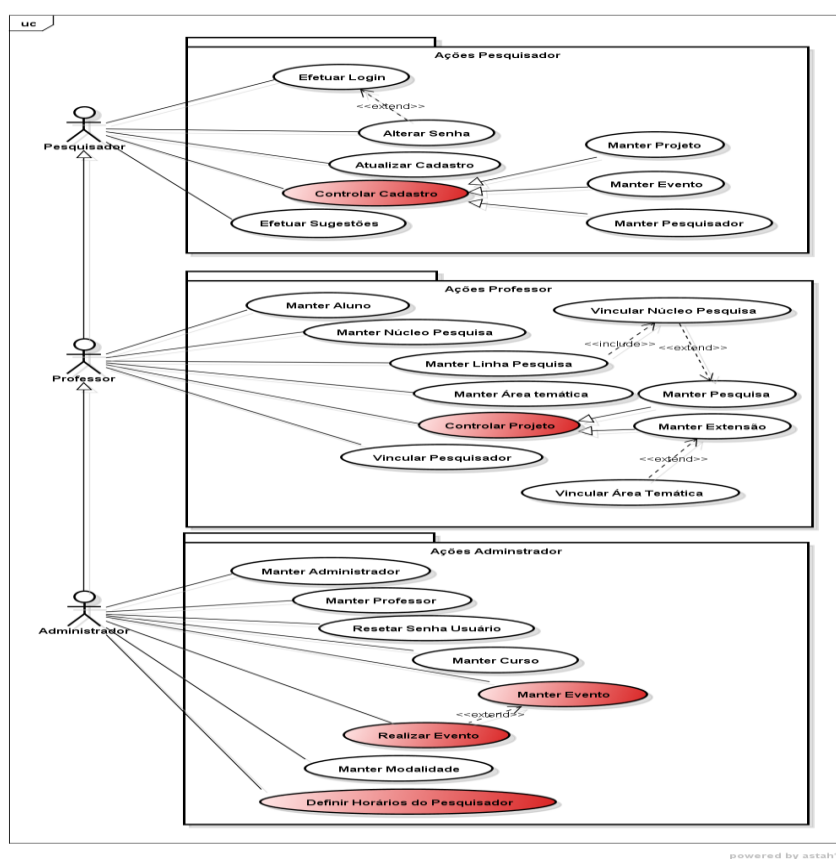 uc
Ações Pesquisador
Efetuar Login
<<extend>>
Alterar Senha
Pesquisador
Manter Projeto
Atualizar Cadastro
Manter Evento
Controlar Cadastro
Efetuar Sugestões
Manter Pesquisador
Ações Professor
Manter Aluno
Vincular Núcleo Pesquisa
Manter Núcleo Pesquisa
<<include>>
<<extend>>
Manter Linha Pesquisa
Professor
Manter Área temática
Manter Pesquisa
Controlar Projeto
Manter Extensão
Vincular Pesquisador
<<extend>>
Vincular Área Temática
Ações Adminstrador
Manter Administrador
Manter Professor
Resetar Senha Usuário
Administrador
Manter Curso
Manter Evento
<<extend>>
Realizar Evento
Manter Modalidade
Definir Horários do Pesquisador
powered by astah*